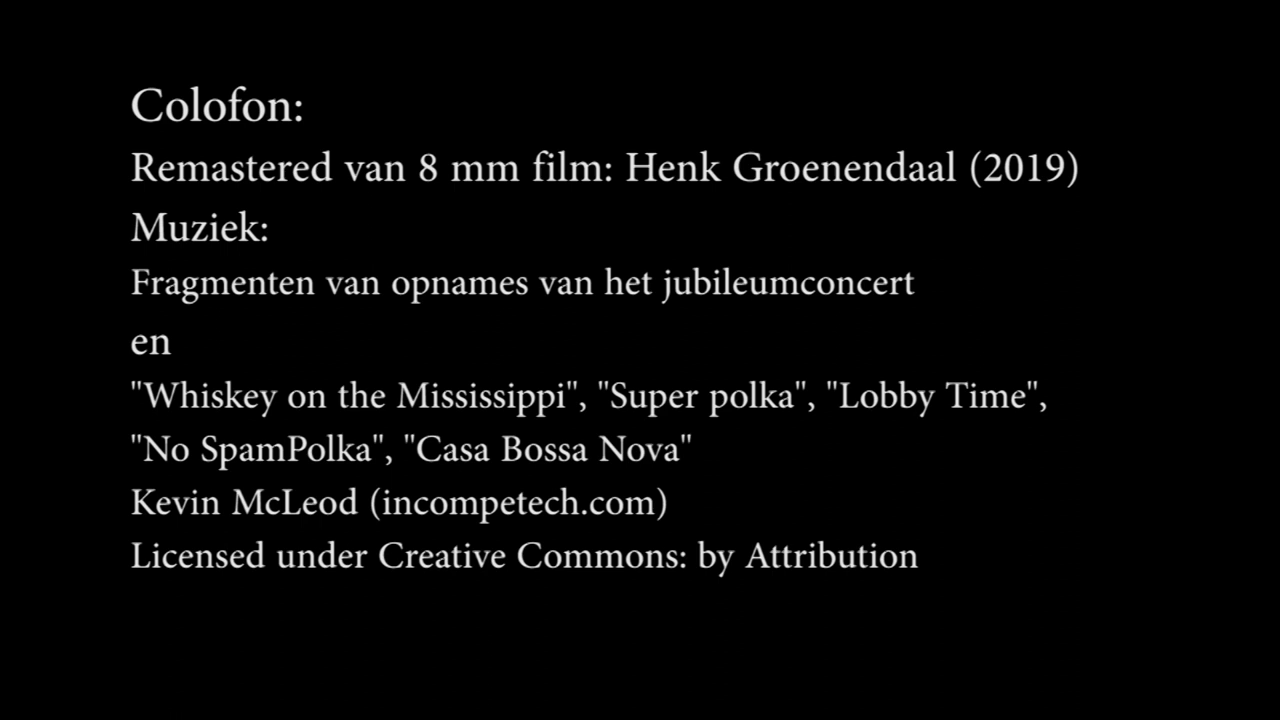 Colofon:
Remastered van 8 mm film: Henk Groenendaal (2019)
Muziek:
Fragmenten van opnames van het jubileumconcert
en
"Whiskey on the Mississippi", "Super polka", "Lobby Time",
"No SpamPolka", "Casa Bossa Nova"
Kevin McLeod (incompetech.com)
Licensed under Creative Commons: by Attribution